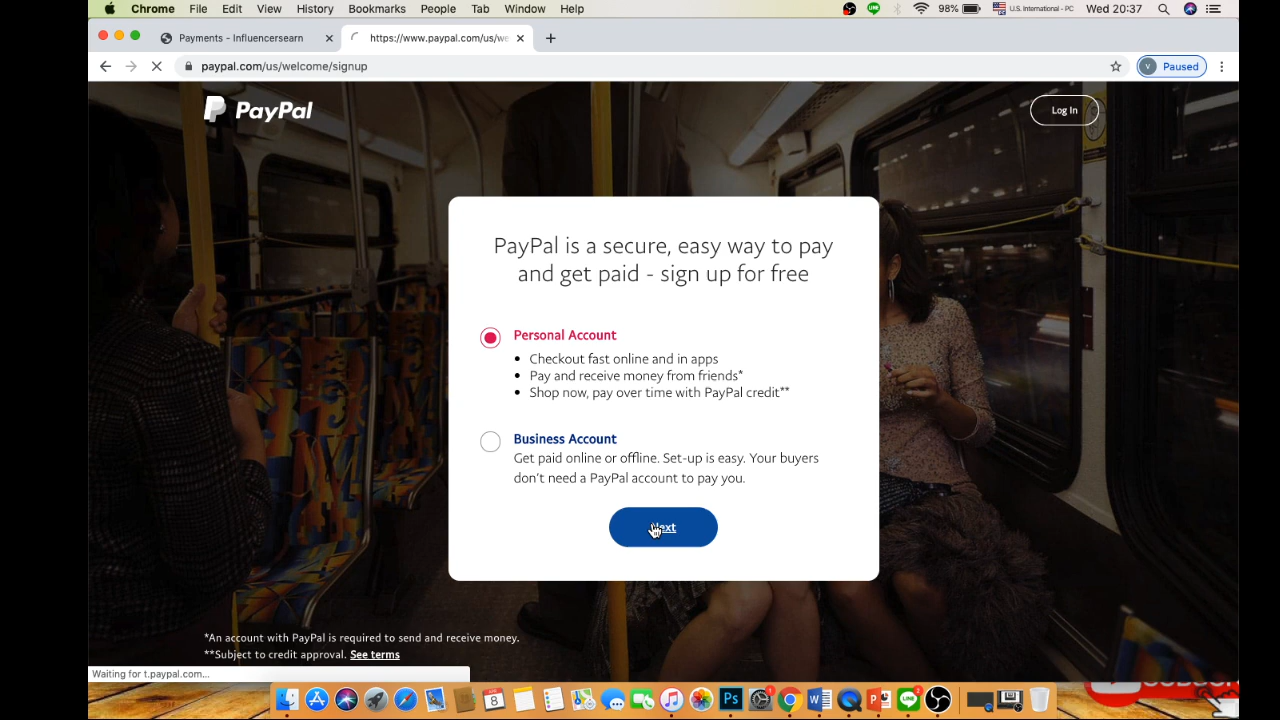 Chrome File Edit View History Bookmarks People Tab Window Help 98% U.S. International - PC Wed 20:37
Payments - Influencersearn https://www.paypal.com/us/we
paypal.com/us/welcome/signup V Paused
PayPal Log In
PayPal is a secure, easy way to pay
and get paid - sign up for free
Personal Account
• Checkout fast online and in apps
• Pay and receive money from friends*
• Shop now, pay over time with PayPal credit**
Business Account
Get paid online or offline. Set-up is easy. Your buyers
don't need a PayPal account to pay you.
*An account with PayPal is required to send and receive money.
**Subject to credit approval. See terms
Waiting for t.paypal.com...
8 Ps